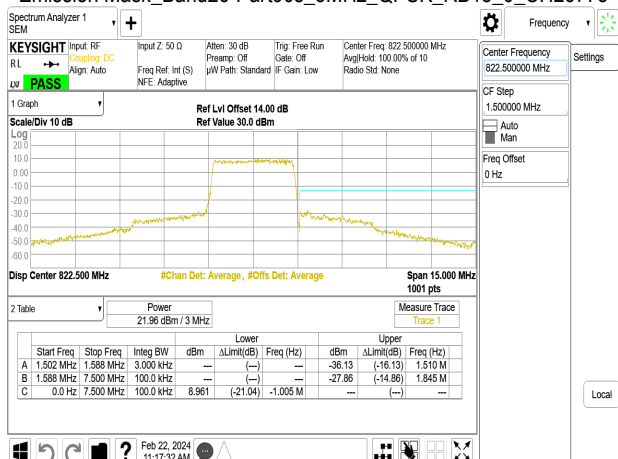 Spectrum Analyzer 1
SEM
+
Frequency
KEYSIGHT
Input: RF
Input Z: 50 Ω
Atten: 30 dB
Trig: Free Run
Center Freq: 822.500000 MHz
RL
Coupling: DC
Preamp: Off
Gate: Off
Avg|Hold: 100.00% of 10
Align: Auto
Freq Ref: Int (S)
µW Path: Standard
IF Gain: Low
Radio Std: None
NFE: Adaptive
PASS
Center Frequency
822.500000 MHz
Settings
CF Step
1.500000 MHz
Auto
Man
Freq Offset
0 Hz
1 Graph
Ref Lvl Offset 14.00 dB
Scale/Div 10 dB
Ref Value 30.0 dBm
Log
20.0
10.0
0.00
-10.0
-20.0
-30.0
-40.0
-50.0
-60.0
Disp Center 822.500 MHz
#Chan Det: Average, #Offs Det: Average
Span 15.000 MHz
1001 pts
2 Table
Power
Measure Trace
21.96 dBm / 3 MHz
Trace 1
Lower
Upper
Start Freq Stop Freq Integ BW dBm ΔLimit(dB) Freq (Hz) dBm ΔLimit(dB) Freq (Hz)
A 1.502 MHz 1.588 MHz 3.000 kHz --- (---) --- -36.13 (-16.13) 1.510 M
B 1.588 MHz 7.500 MHz 100.0 kHz --- (---) --- -27.86 (-14.86) 1.845 M
C 0.0 Hz 7.500 MHz 100.0 kHz 8.961 (-21.04) -1.005 M --- (---) ---
Local
? Feb 22, 2024
11:17:32 AM